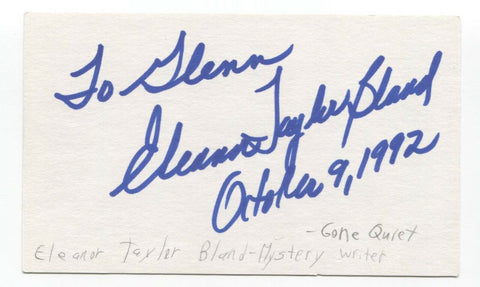 To Glenn
Eleanor Taylor Bland
October 9, 1992
- Gone Quiet
Eleanor Taylor Bland-Mystery writer